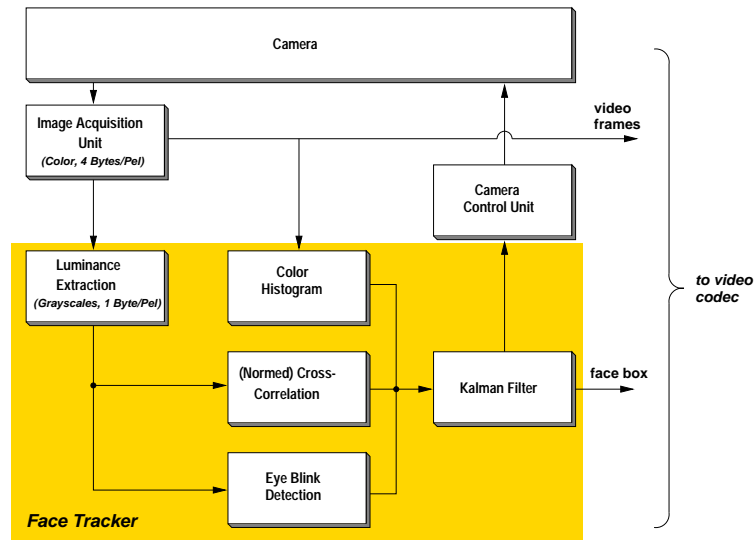 Camera
Image Acquisition
Unit
(Color, 4 Bytes/Pel)
video
frames
Camera
Control Unit
Luminance
Extraction
(Grayscales, 1 Byte/Pel)
Color
Histogram
to video
codec
(Normed) Cross-
Correlation
Kalman Filter
face box
Eye Blink
Detection
Face Tracker